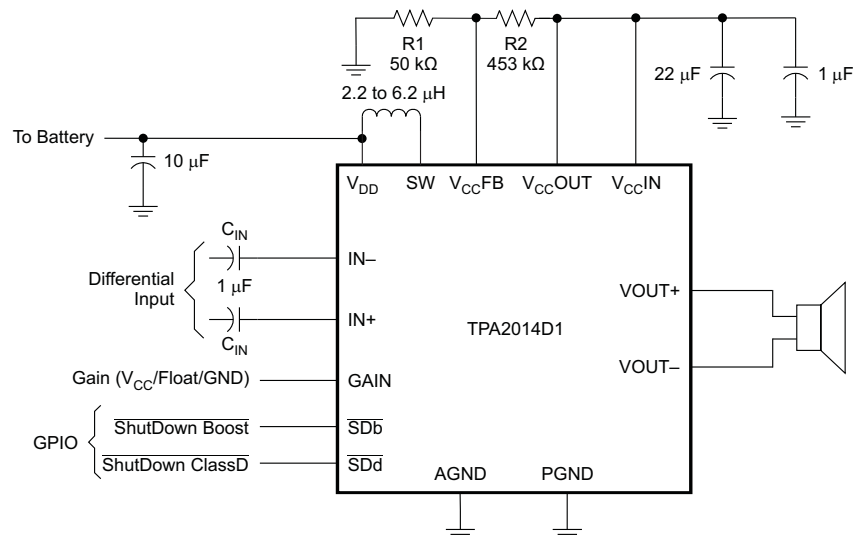 R1
50 kΩ
R2
453 kΩ
22 μF
1 μF
2.2 to 6.2 μH
To Battery
10 μF
VDD
SW
VCCFB
VCCOUT
VCCIN
CIN
IN–
Differential
Input
1 μF
IN+
CIN
VOUT+
TPA2014D1
VOUT–
Gain (VCC/Float/GND)
GAIN
GPIO
ShutDown Boost
SDb
ShutDown ClassD
SDd
AGND
PGND